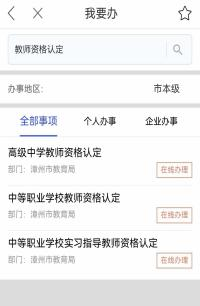 我要办
教师资格认定
办事地区: 市本级
全部事项 个人办事 企业办事
高级中学教师资格认定
部门: 漳州市教育局
在线办理
中等职业学校教师资格认定
部门: 漳州市教育局
在线办理
中等职业学校实习指导教师资格认定
部门: 漳州市教育局
在线办理